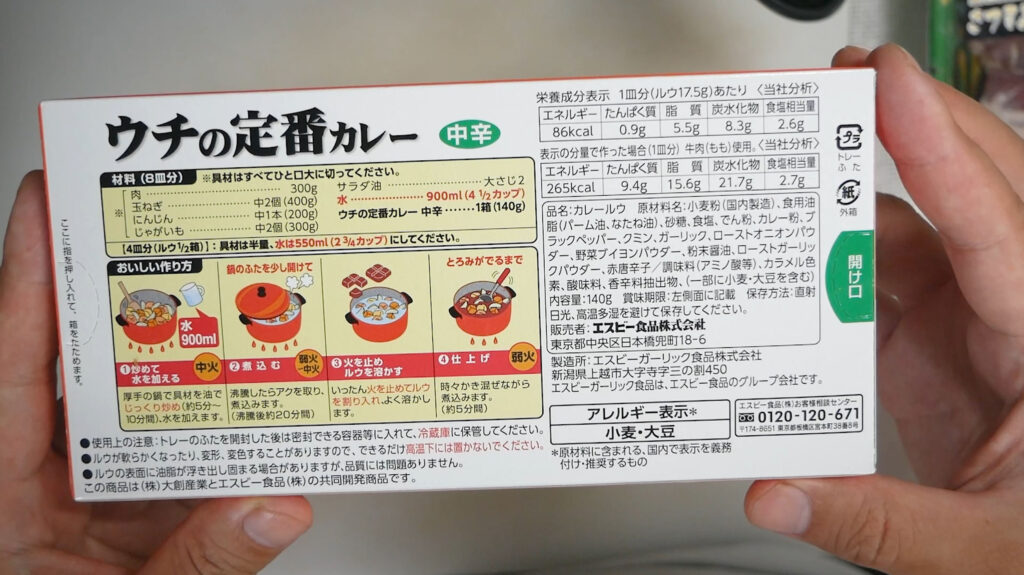 ウチの定番カレー 中辛
材料(8皿分) ※具材はすべてひと口大に切ってください。
※
肉 300g
玉ねぎ 中2個(400g)
にんじん 中1本(200g)
じゃがいも 中2個(300g)
サラダ油 大さじ2
水 900ml(4 1/2カップ)
ウチの定番カレー 中辛 1箱(140g)
【4皿分(ルウ1/2箱)】:具材は半量、水は550ml(2 3/4カップ)にしてください。
おいしい作り方
水
900ml
①炒めて
水を加える
中火
厚手の鍋で具材を油で
じっくり炒め(約5分~
10分間)、水を加えます。
鍋のふたを少し開けて
②煮込む
弱火
~中火
沸騰したらアクを取り、
煮込みます。
(沸騰後約20分間)
③火を止め
ルウを溶かす
いったん火を止めてルウ
を割り入れ、よく溶かし
ます。
とろみがでるまで
④仕上げ
弱火
時々かき混ぜながら
煮込みます。
(約5分間)
●使用上の注意:トレーのふたを開封した後は密封できる容器等に入れて、冷蔵庫に保管してください。
●ルウが軟らかくなったり、変形、変色することがありますので、できるだけ高温下には置かないでください。
●ルウの表面に油脂が浮き出し固まる場合がありますが、品質には問題ありません。
この商品は(株)大創産業とエスビー食品(株)の共同開発商品です。
ここに指を押し入れて、箱をたためます。
栄養成分表示 1皿分(ルウ17.5g)あたり〈当社分析〉
エネルギー たんぱく質 脂質 炭水化物 食塩相当量
86kcal 0.9g 5.5g 8.3g 2.6g
表示の分量で作った場合(1皿分) 牛肉(もも)使用。〈当社分析〉
エネルギー たんぱく質 脂質 炭水化物 食塩相当量
265kcal 9.4g 15.6g 21.7g 2.7g
品名:カレールウ 原材料名:小麦粉(国内製造)、食用油
脂(パーム油、なたね油)、砂糖、食塩、でん粉、カレー粉、ブ
ラックペッパー、クミン、ガーリック、ローストオニオンパウ
ダー、野菜ブイヨンパウダー、粉末醤油、ローストガーリ
ックパウダー、赤唐辛子/調味料(アミノ酸等)、カラメル色
素、酸味料、香辛料抽出物、(一部に小麦・大豆を含む)
内容量:140g 賞味期限:左側面に記載 保存方法:直射
日光、高温多湿を避けて保存してください。
販売者:エスビー食品株式会社
東京都中央区日本橋兜町18-6
製造所:エスビーガーリック食品株式会社
新潟県上越市大字寺字三の割450
エスビーガーリック食品は、エスビー食品のグループ会社です。
アレルギー表示*
小麦・大豆
*原材料に含まれる、国内で表示を義務
付け・推奨するもの
エスビー食品(株)お客様相談センター
0120-120-671
〒174-8651 東京都板橋区宮本町38番8号
プラ
トレー
ふた
紙
外箱
開け口